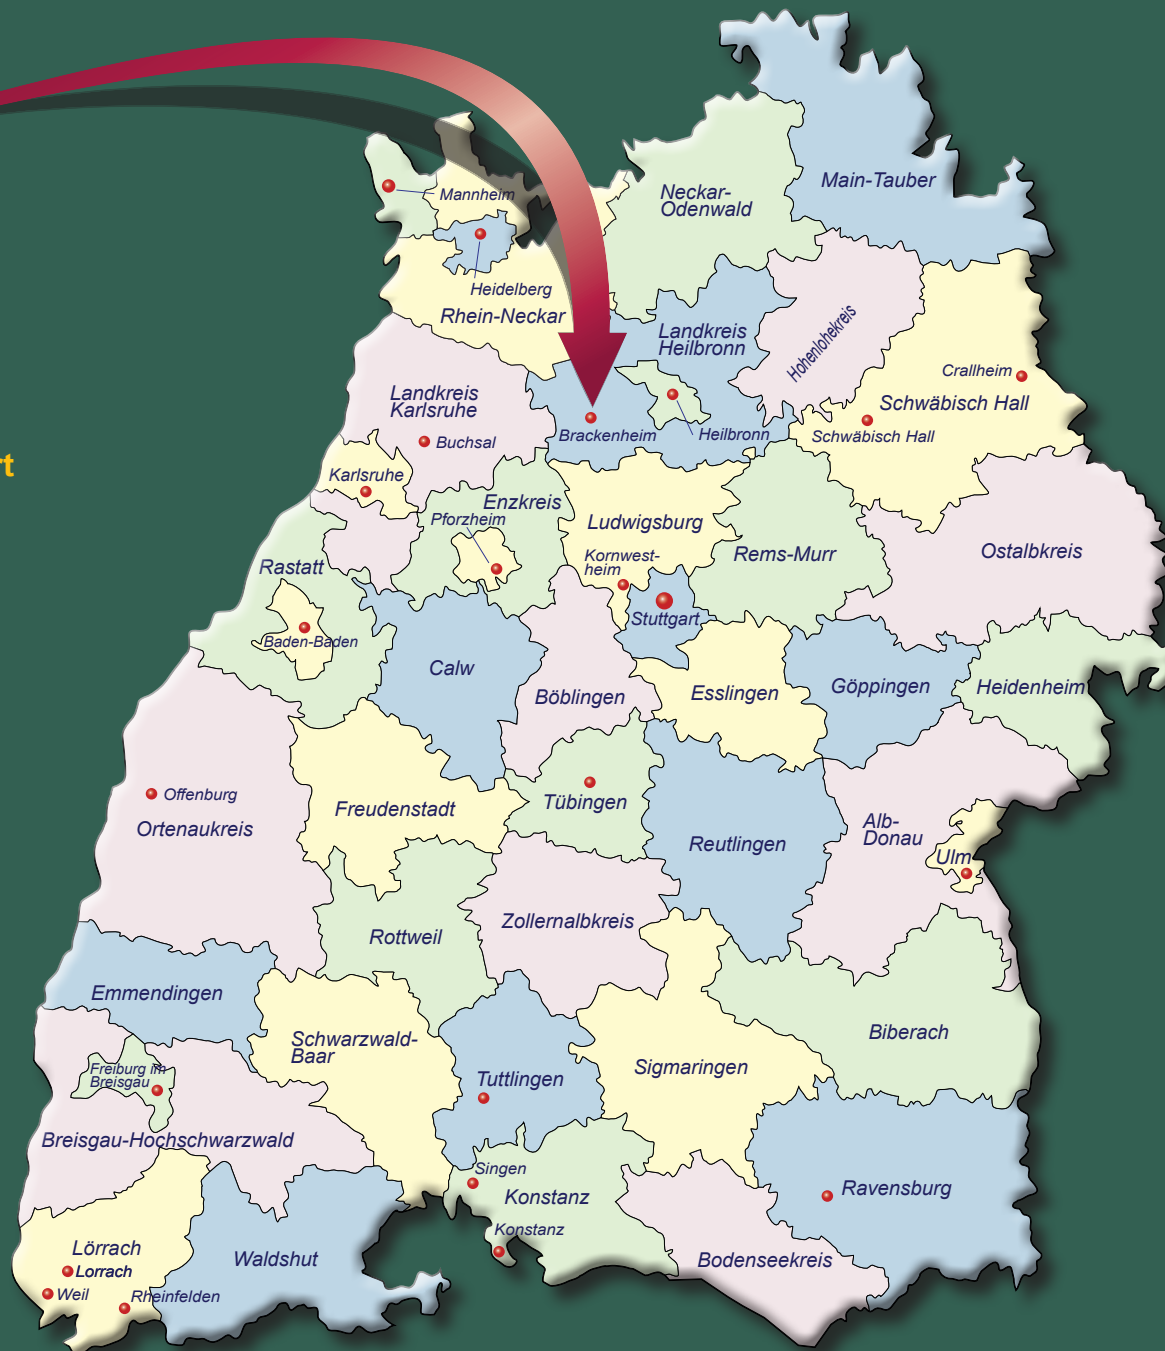 Neckar-
Odenwald
Main-Tauber
Mannheim
Heidelberg
Rhein-Neckar
Landkreis
Heilbronn
Hohenlohekreis
Crallheim
Schwäbisch Hall
Schwäbisch Hall
Landkreis
Karlsruhe
Buchsal
Brackenheim
Heilbronn
rt
Karlsruhe
Enzkreis
Pforzheim
Ludwigsburg
Kornwest-
heim
Rems-Murr
Ostalbkreis
Rastatt
Stuttgart
Baden-Baden
Calw
Böblingen
Esslingen
Göppingen
Heidenheim
Offenburg
Ortenaukreis
Freudenstadt
Tübingen
Reutlingen
Alb-
Donau
Ulm
Zollernalbkreis
Rottweil
Emmendingen
Schwarzwald-
Baar
Biberach
Sigmaringen
Tuttlingen
Freiburg im
Breisgau
Breisgau-Hochschwarzwald
Singen
Konstanz
Konstanz
Ravensburg
Bodenseekreis
Waldshut
Lörrach
Lorrach
Weil
Rheinfelden